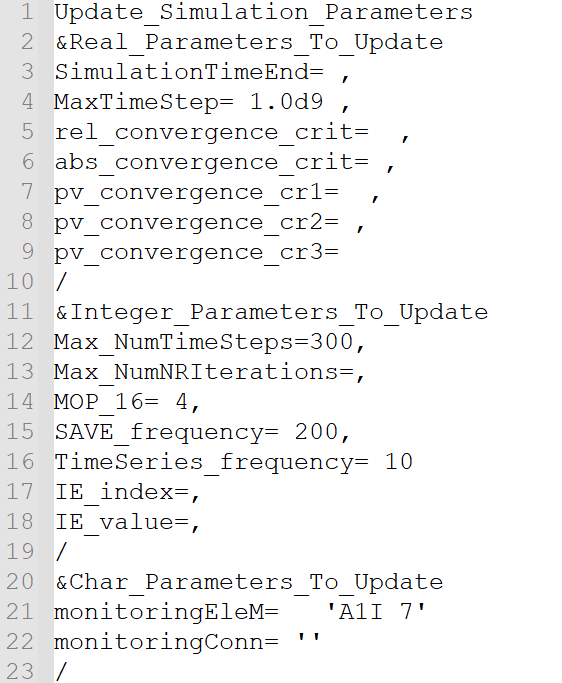 1 Update_Simulation_Parameters
2 &Real_Parameters_To_Update
3 SimulationTimeEnd= ,
4 MaxTimeStep= 1.0d9 ,
5 rel_convergence_crit=  ,
6 abs_convergence_crit= ,
7 pv_convergence_cr1=  ,
8 pv_convergence_cr2= ,
9 pv_convergence_cr3=
10 /
11 &Integer_Parameters_To_Update
12 Max_NumTimeSteps=300,
13 Max_NumNRIterations=,
14 MOP_16= 4,
15 SAVE_frequency= 200,
16 TimeSeries_frequency= 10
17 IE_index=,
18 IE_value=,
19 /
20 &Char_Parameters_To_Update
21 monitoringEleM=   'A1I 7'
22 monitoringConn= ''
23 /